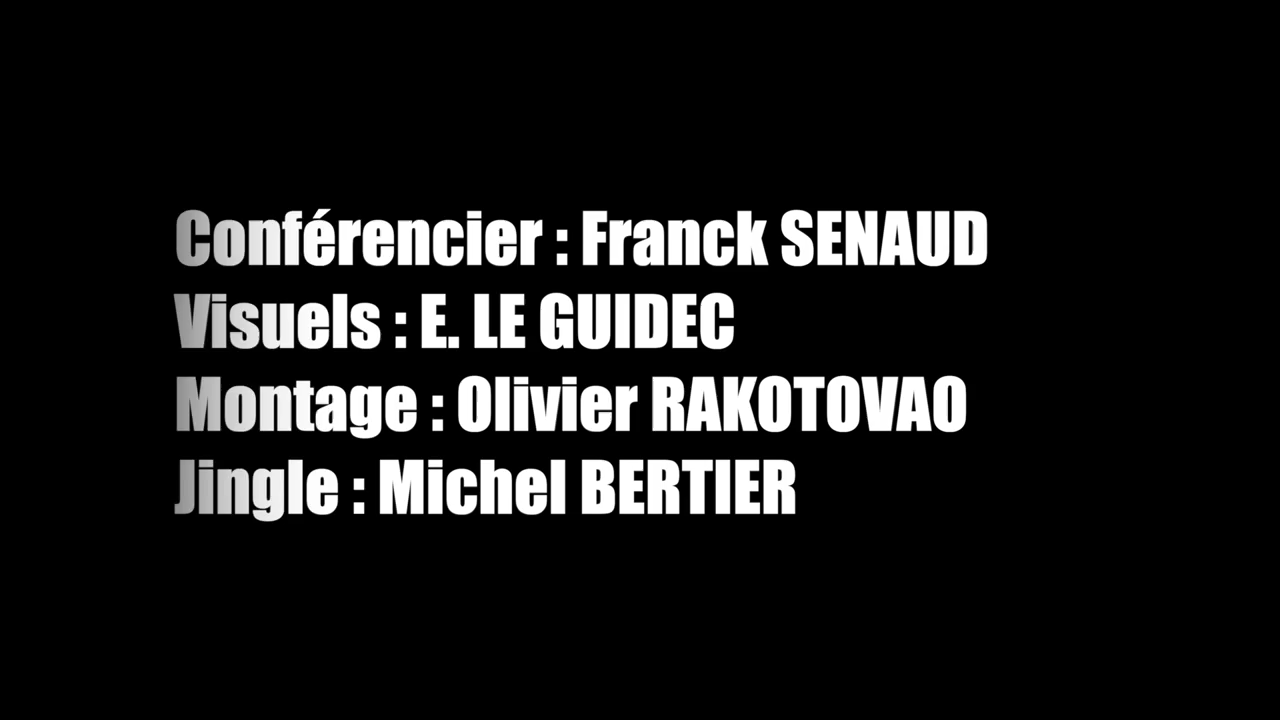 Conférencier : Franck SENAUD
Visuels : E. LE GUIDEC
Montage : Olivier RAKOTOVAO
Jingle : Michel BERTIER